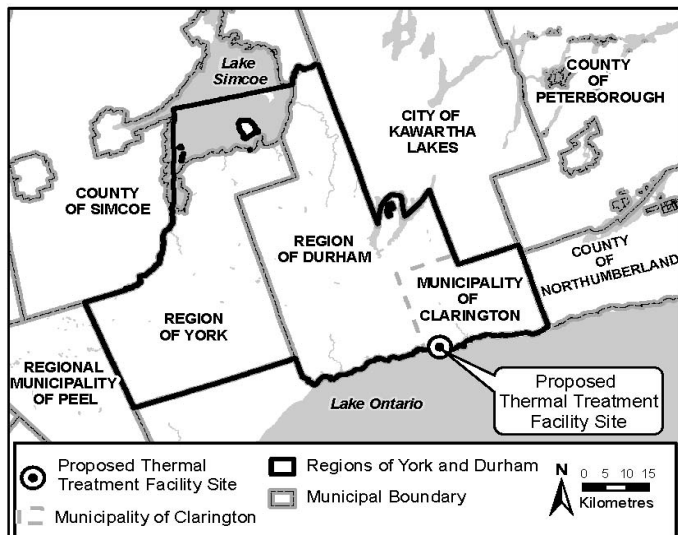 Lake
Simcoe
COUNTY
OF
PETERBOROUGH
CITY OF
KAWARTHA
LAKES
COUNTY
OF SIMCOE
REGION
OF DURHAM
COUNTY
OF
NORTHUMBERLAND
MUNICIPALITY
OF
CLARINGTON
REGION
OF YORK
REGIONAL
MUNICIPALITY
OF PEEL
Lake Ontario
Proposed
Thermal Treatment
Facility Site
Proposed Thermal
Treatment Facility Site
Municipality of Clarington
Regions of York and Durham
Municipal Boundary
N
0 5 10 15
Kilometres